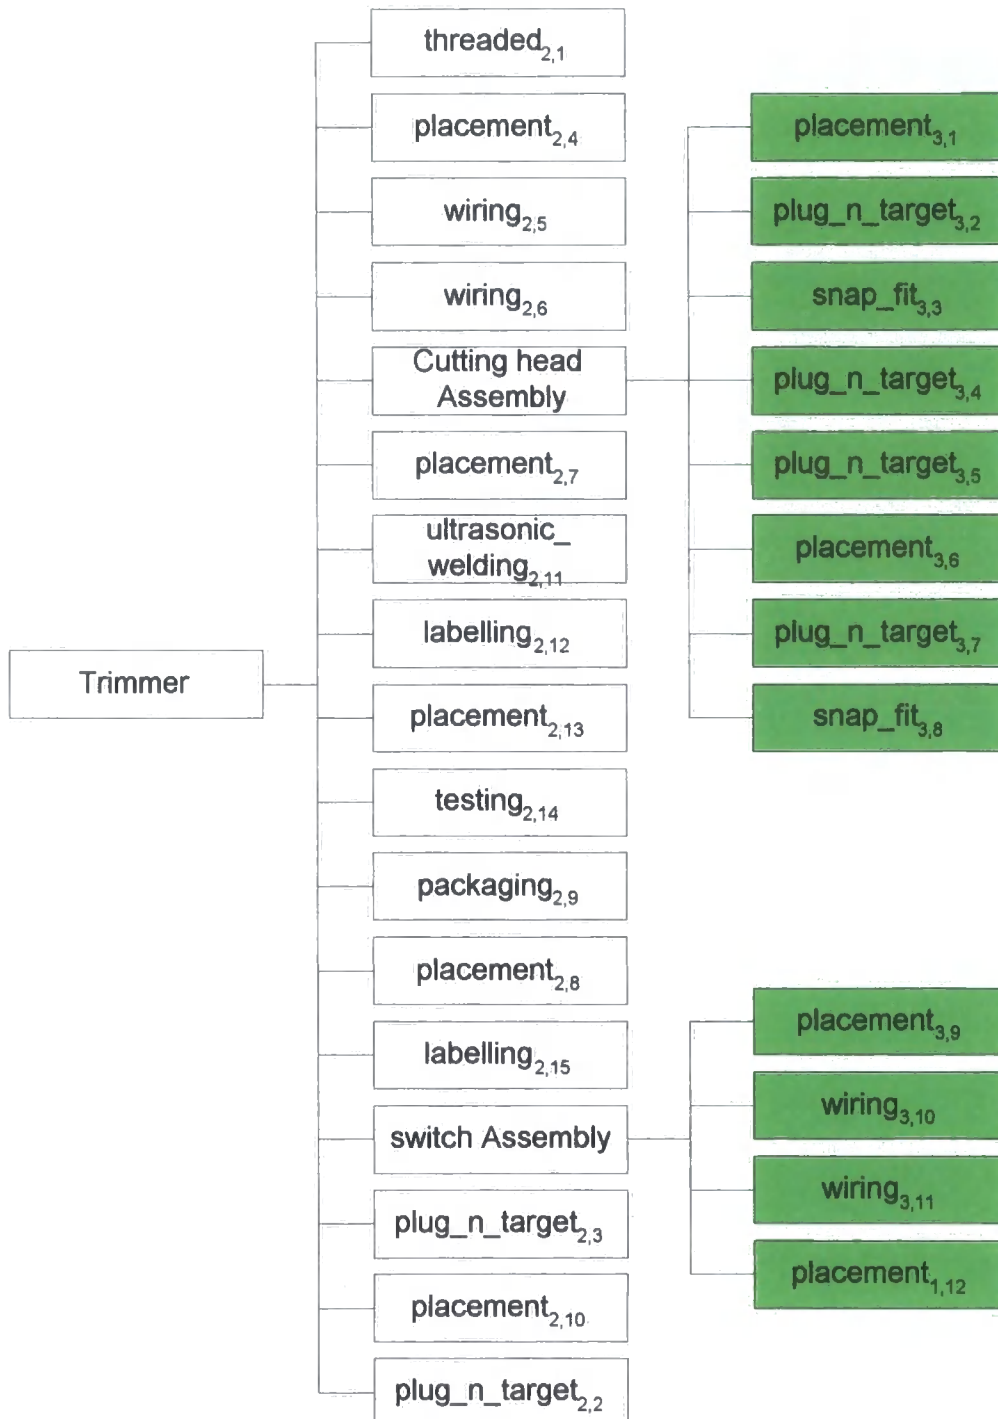 Trimmer
threaded2,1
placement2,4
wiring2,5
wiring2,6
Cutting head
Assembly
placement2,7
ultrasonic_
welding2,11
labelling2,12
placement2,13
testing2,14
packaging2,9
placement2,8
labelling2,15
switch Assembly
plug_n_target2,3
placement2,10
plug_n_target2,2
placement3,1
plug_n_target3,2
snap_fit3,3
plug_n_target3,4
plug_n_target3,5
placement3,6
plug_n_target3,7
snap_fit3,8
placement3,9
wiring3,10
wiring3,11
placement1,12